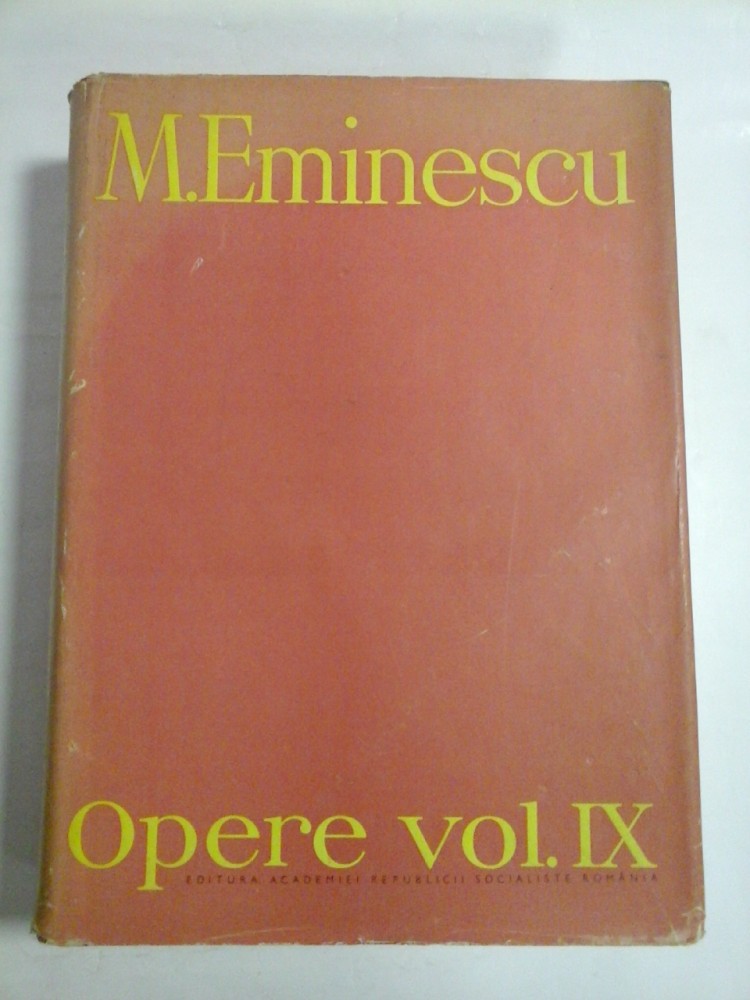 M.Eminescu
Opere vol. IX
EDITURA ACADEMIEI REPUBLICII SOCIALISTE ROMÂNIA